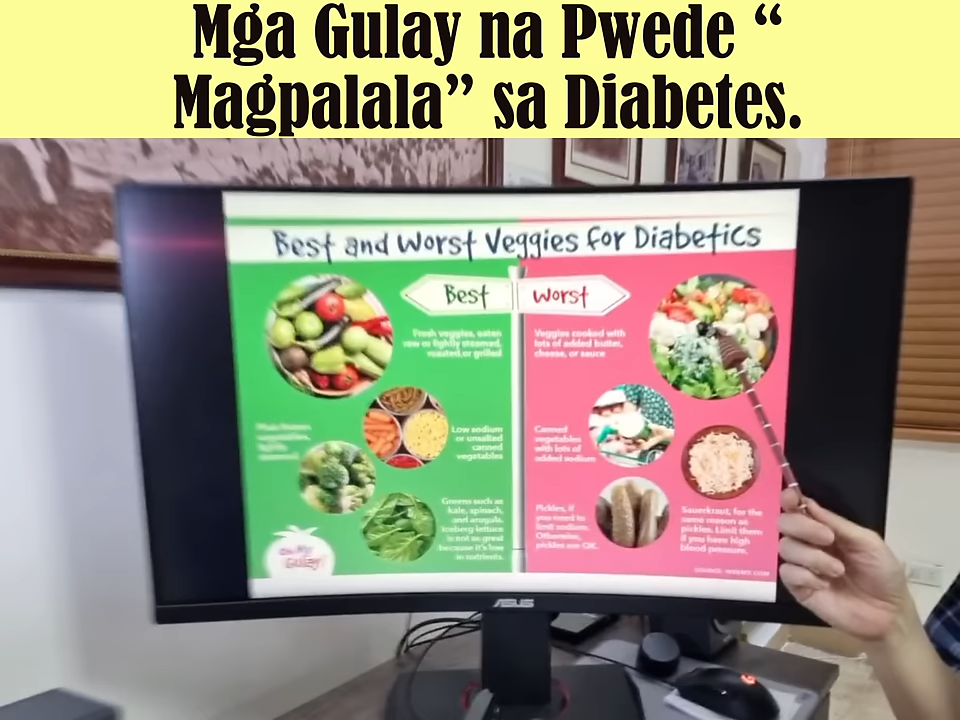 Mga Gulay na Pwede “
Magpalala” sa Diabetes.
Best and Worst Veggies for Diabetics
Best
Worst
Fresh veggies, eaten
raw or lightly steamed,
roasted,or grilled
Veggies cooked with
lots of added butter,
cheese, or sauce
Low sodium
or unsalted
canned
vegetables
Canned
vegetables
with lots of
added sodium
Greens such as
kale, spinach,
and arugula.
Iceberg lettuce
is not as great
because it's low
in nutrients.
Pickles, if
you need to
limit sodium.
Otherwise,
pickles are OK.
Sauerkraut, for the
same reason as
pickles. Limit them
if you have high
blood pressure.
Oh, My
Gulay!
ASUS